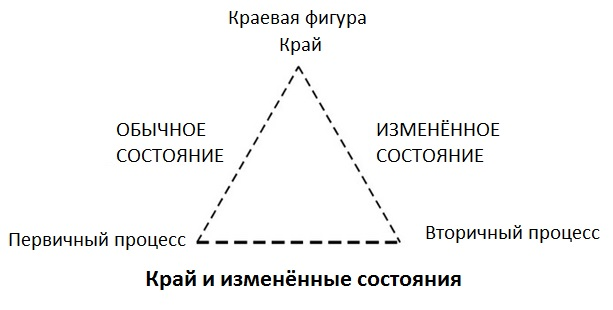 Краевая фигура
Край
ОБЫЧНОЕ
СОСТОЯНИЕ
ИЗМЕНЁННОЕ
СОСТОЯНИЕ
Первичный процесс
Вторичный процесс
Край и изменённые состояния